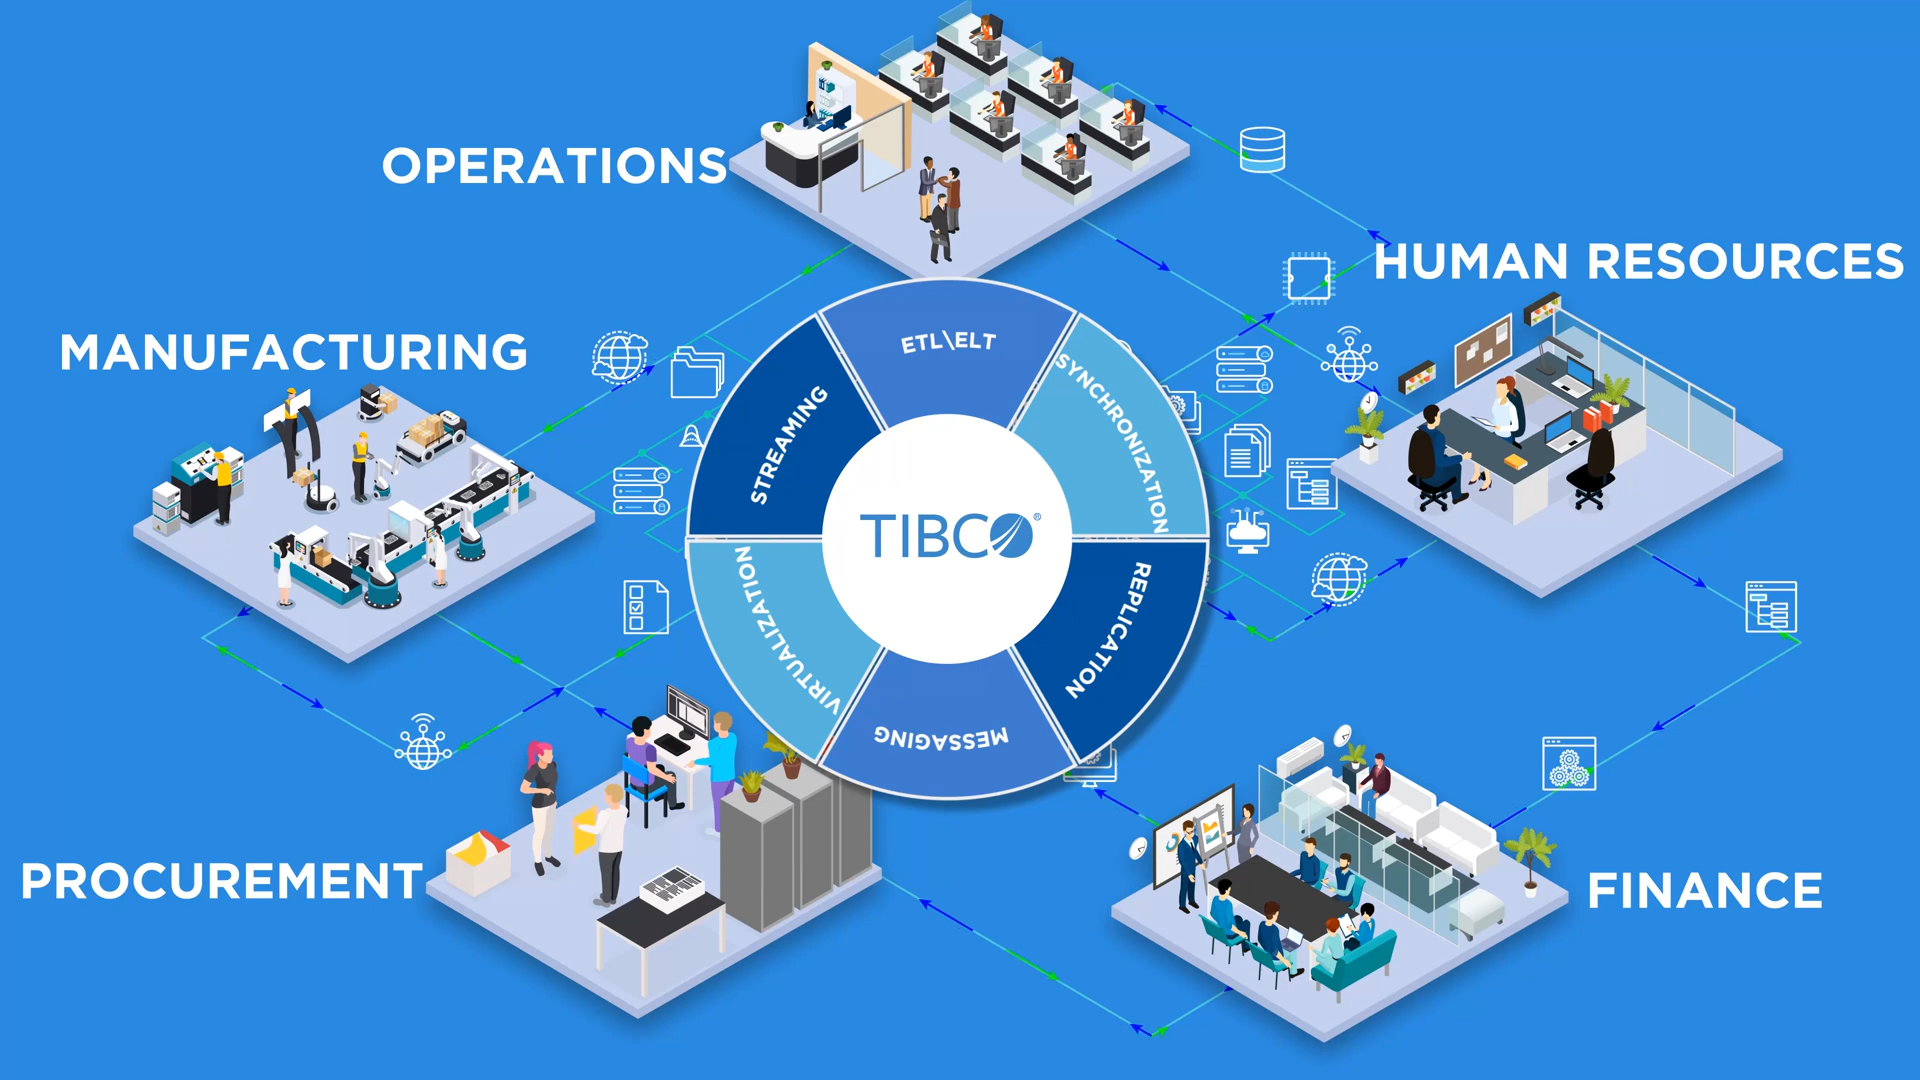 OPERATIONS
HUMAN RESOURCES
MANUFACTURING
ETL\ELT
SYNCHRONIZATION
STREAMING
TIBCO®
VIRTUALIZATION
REPLICATION
MESSAGING
PROCUREMENT
FINANCE